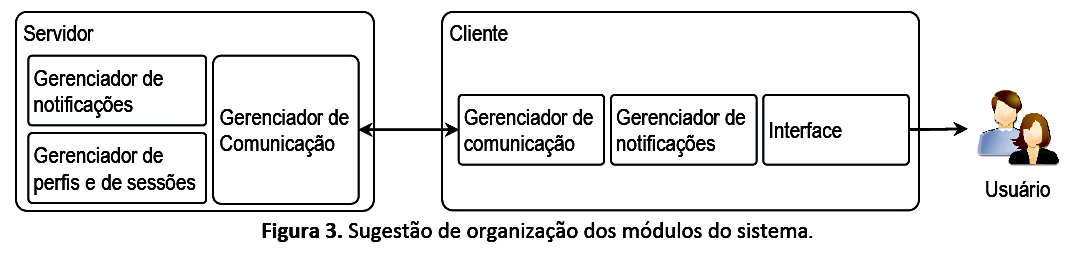 Servidor
Gerenciador de
notificações
Gerenciador de
perfis e de sessões
Gerenciador de
Comunicação
Cliente
Gerenciador de
comunicação
Gerenciador de
notificações
Interface
Usuário
Figura 3. Sugestão de organização dos módulos do sistema.